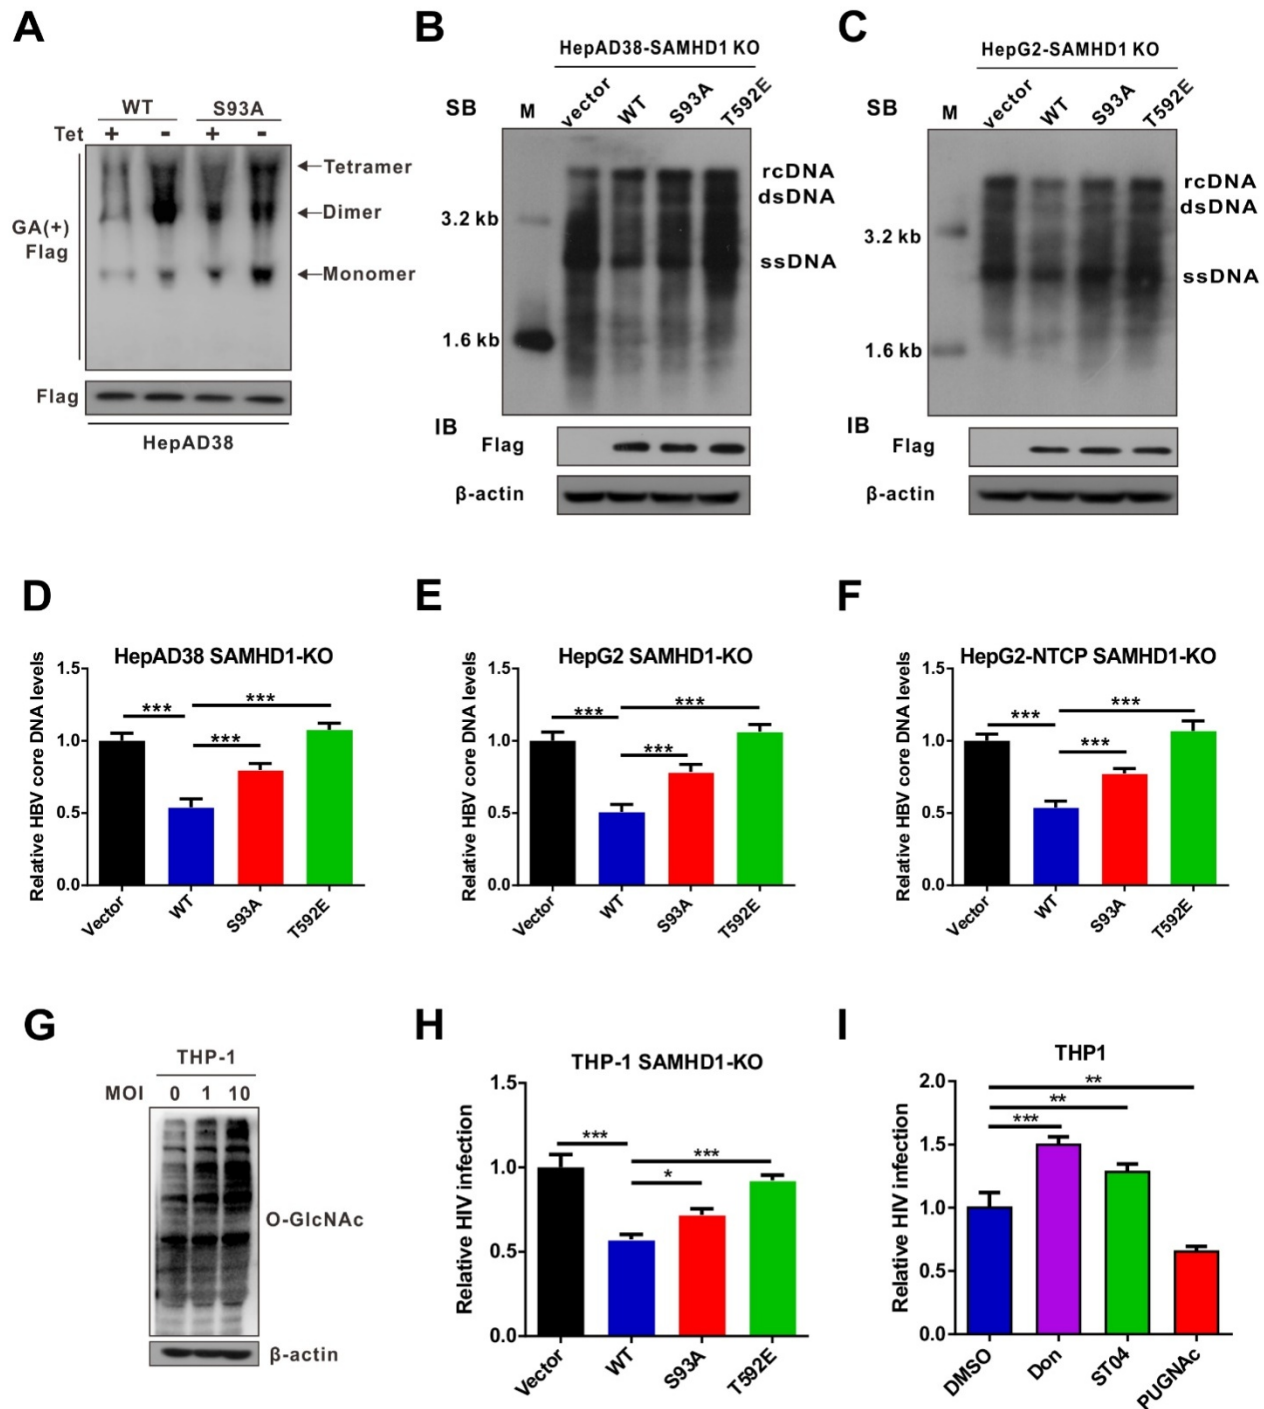 A
WT S93A
Tet + - + -
GA(+)
Flag
Tetramer
Dimer
Monomer
Flag
HepAD38
B
HepAD38-SAMHD1 KO
SB M vector WT S93A T592E
rcDNA
dsDNA
3.2 kb
ssDNA
1.6 kb
IB
Flag
β-actin
C
HepG2-SAMHD1 KO
SB M vector WT S93A T592E
rcDNA
dsDNA
3.2 kb
ssDNA
1.6 kb
IB
Flag
β-actin
D
HepAD38 SAMHD1-KO
Relative HBV core DNA levels
1.5
1.0
0.5
0.0
***
***
***
Vector WT S93A T592E
E
HepG2 SAMHD1-KO
Relative HBV core DNA levels
1.5
1.0
0.5
0.0
***
***
***
Vector WT S93A T592E
F
HepG2-NTCP SAMHD1-KO
Relative HBV core DNA levels
1.5
1.0
0.5
0.0
***
***
***
Vector WT S93A T592E
G
THP-1
MOI 0 1 10
O-GlcNAc
β-actin
H
THP-1 SAMHD1-KO
Relative HIV infection
1.5
1.0
0.5
0.0
***
***
*
Vector WT S93A T592E
I
THP1
Relative HIV infection
2.0
1.5
1.0
0.5
0.0
**
**
***
DMSO Don ST04 PUGNAc